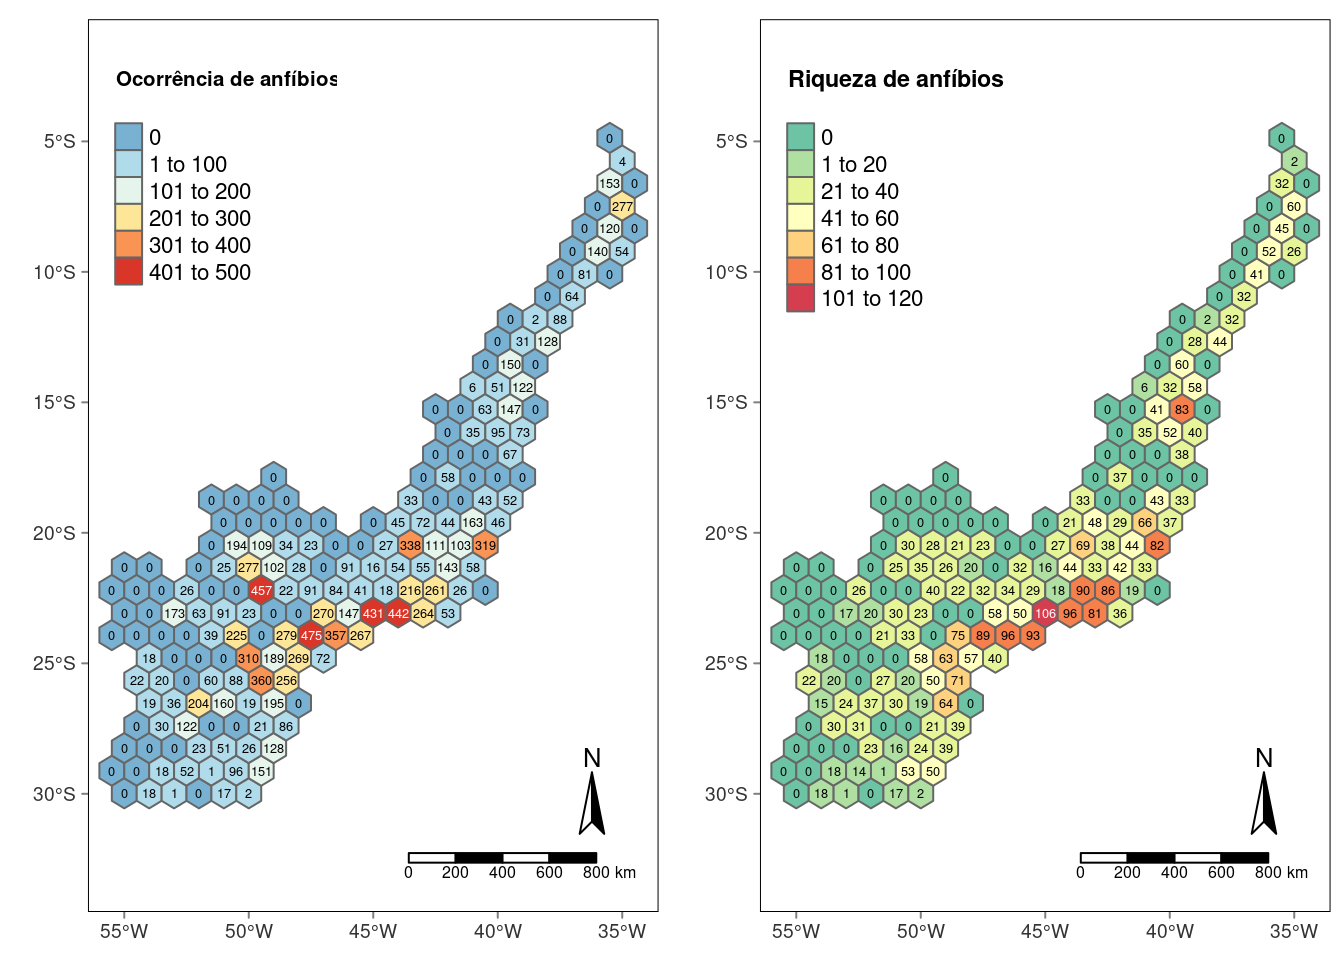 Ocorrência de anfíbios
0
1 to 100
101 to 200
201 to 300
301 to 400
401 to 500
5°S
10°S
15°S
20°S
25°S
30°S
0
4
153 0
0 277
0 120 0
0 140 54
0 81 0
0 64
0 2 88
0 31 128
0 150 0
6 51 122
0 0 63 147 0
0 35 95 73
0 0 0 67
0 0 58 0 0 0
0 0 0 0 33 0 0 43 52
0 0 0 0 0 0 45 72 44 163 46
0 194 109 34 23 0 0 27 338 111 103 319
0 0 0 25 277 102 28 0 91 16 54 55 143 58
0 0 0 26 0 0 457 22 91 84 41 18 216 261 26 0
0 0 173 63 91 23 0 0 270 147 431 442 264 53
0 0 0 0 39 225 0 279 475 357 267
18 0 0 0 310 189 269 72
22 20 0 60 88 360 256
19 36 204 160 19 195 0
0 30 122 0 0 21 86
0 0 0 23 51 26 128
0 0 18 52 1 96 151
0 18 1 0 17 2
N
0 200 400 600 800 km
55°W 50°W 45°W 40°W 35°W
Riqueza de anfíbios
0
1 to 20
21 to 40
41 to 60
61 to 80
81 to 100
101 to 120
5°S
10°S
15°S
20°S
25°S
30°S
0
2
32 0
0 60
0 45 0
0 52 26
0 41 0
0 32
0 2 32
0 28 44
0 60 0
6 32 58
0 0 41 83 0
0 35 52 40
0 0 0 38
0 0 37 0 0 0
0 0 0 0 33 0 0 43 33
0 0 0 0 0 0 21 48 29 66 37
0 30 28 21 23 0 0 27 69 38 44 82
0 0 0 25 35 26 20 0 32 16 44 33 42 33
0 0 0 26 0 0 40 22 32 34 29 18 90 86 19 0
0 0 17 20 30 23 0 0 58 50 106 96 81 36
0 0 0 0 21 33 0 75 89 96 93
18 0 0 0 58 63 57 40
22 20 0 27 20 50 71
15 24 37 30 19 64 0
0 30 31 0 0 21 39
0 0 0 23 16 24 39
0 0 18 14 1 53 50
0 18 1 0 17 2
N
0 200 400 600 800 km
55°W 50°W 45°W 40°W 35°W